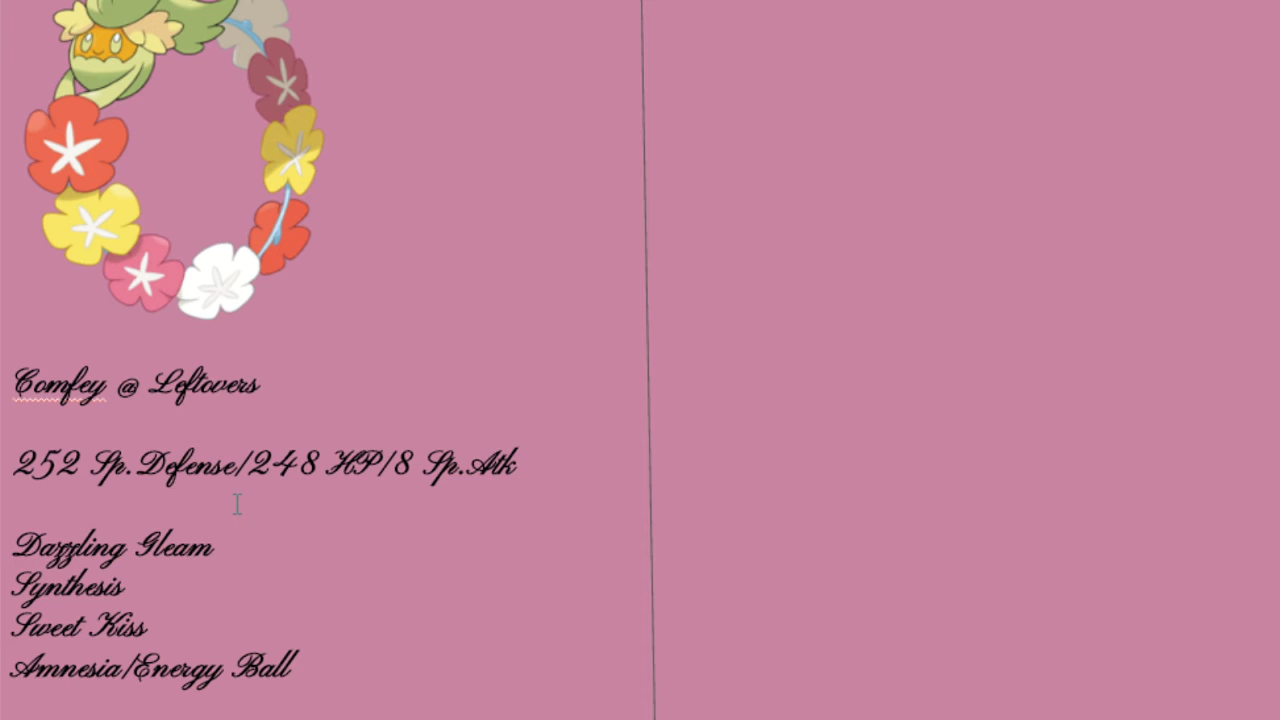 Comfey @ Leftovers
252 Sp.Defense/248 HP/8 Sp.Atk
Dazzling Gleam
Synthesis
Sweet Kiss
Amnesia/Energy Ball